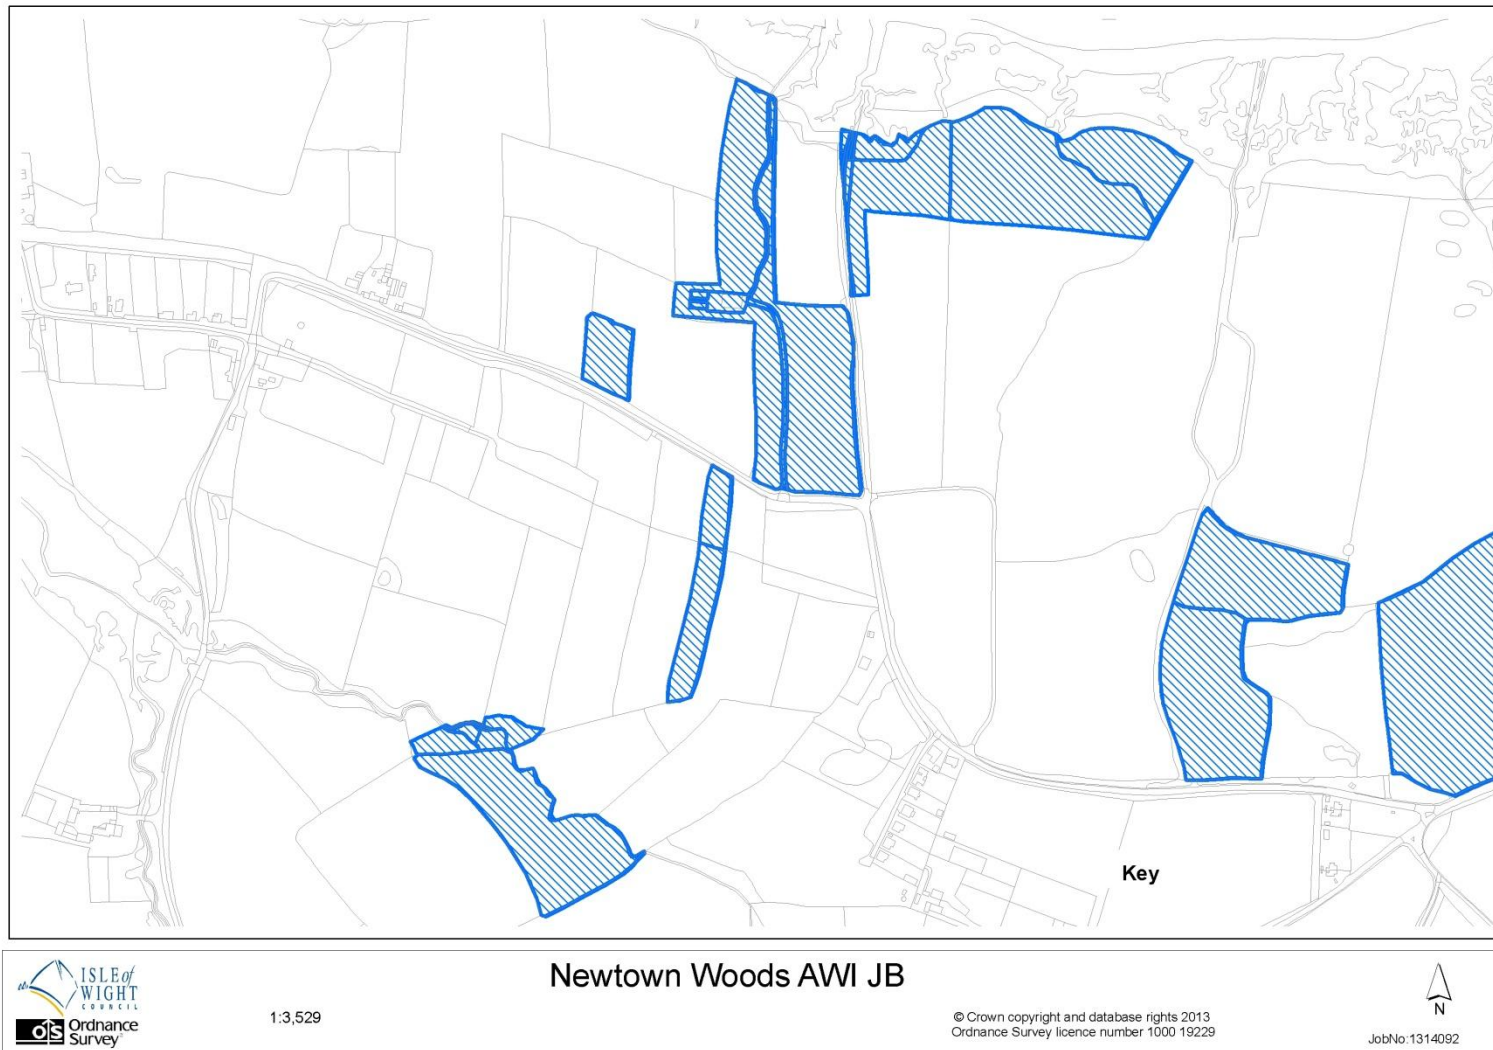 Key
ISLE of
WIGHT
COUNCIL
OS Ordnance
Survey
1:3,529
Newtown Woods AWI JB
© Crown copyright and database rights 2013
Ordnance Survey licence number 1000 19229
N
JobNo:1314092